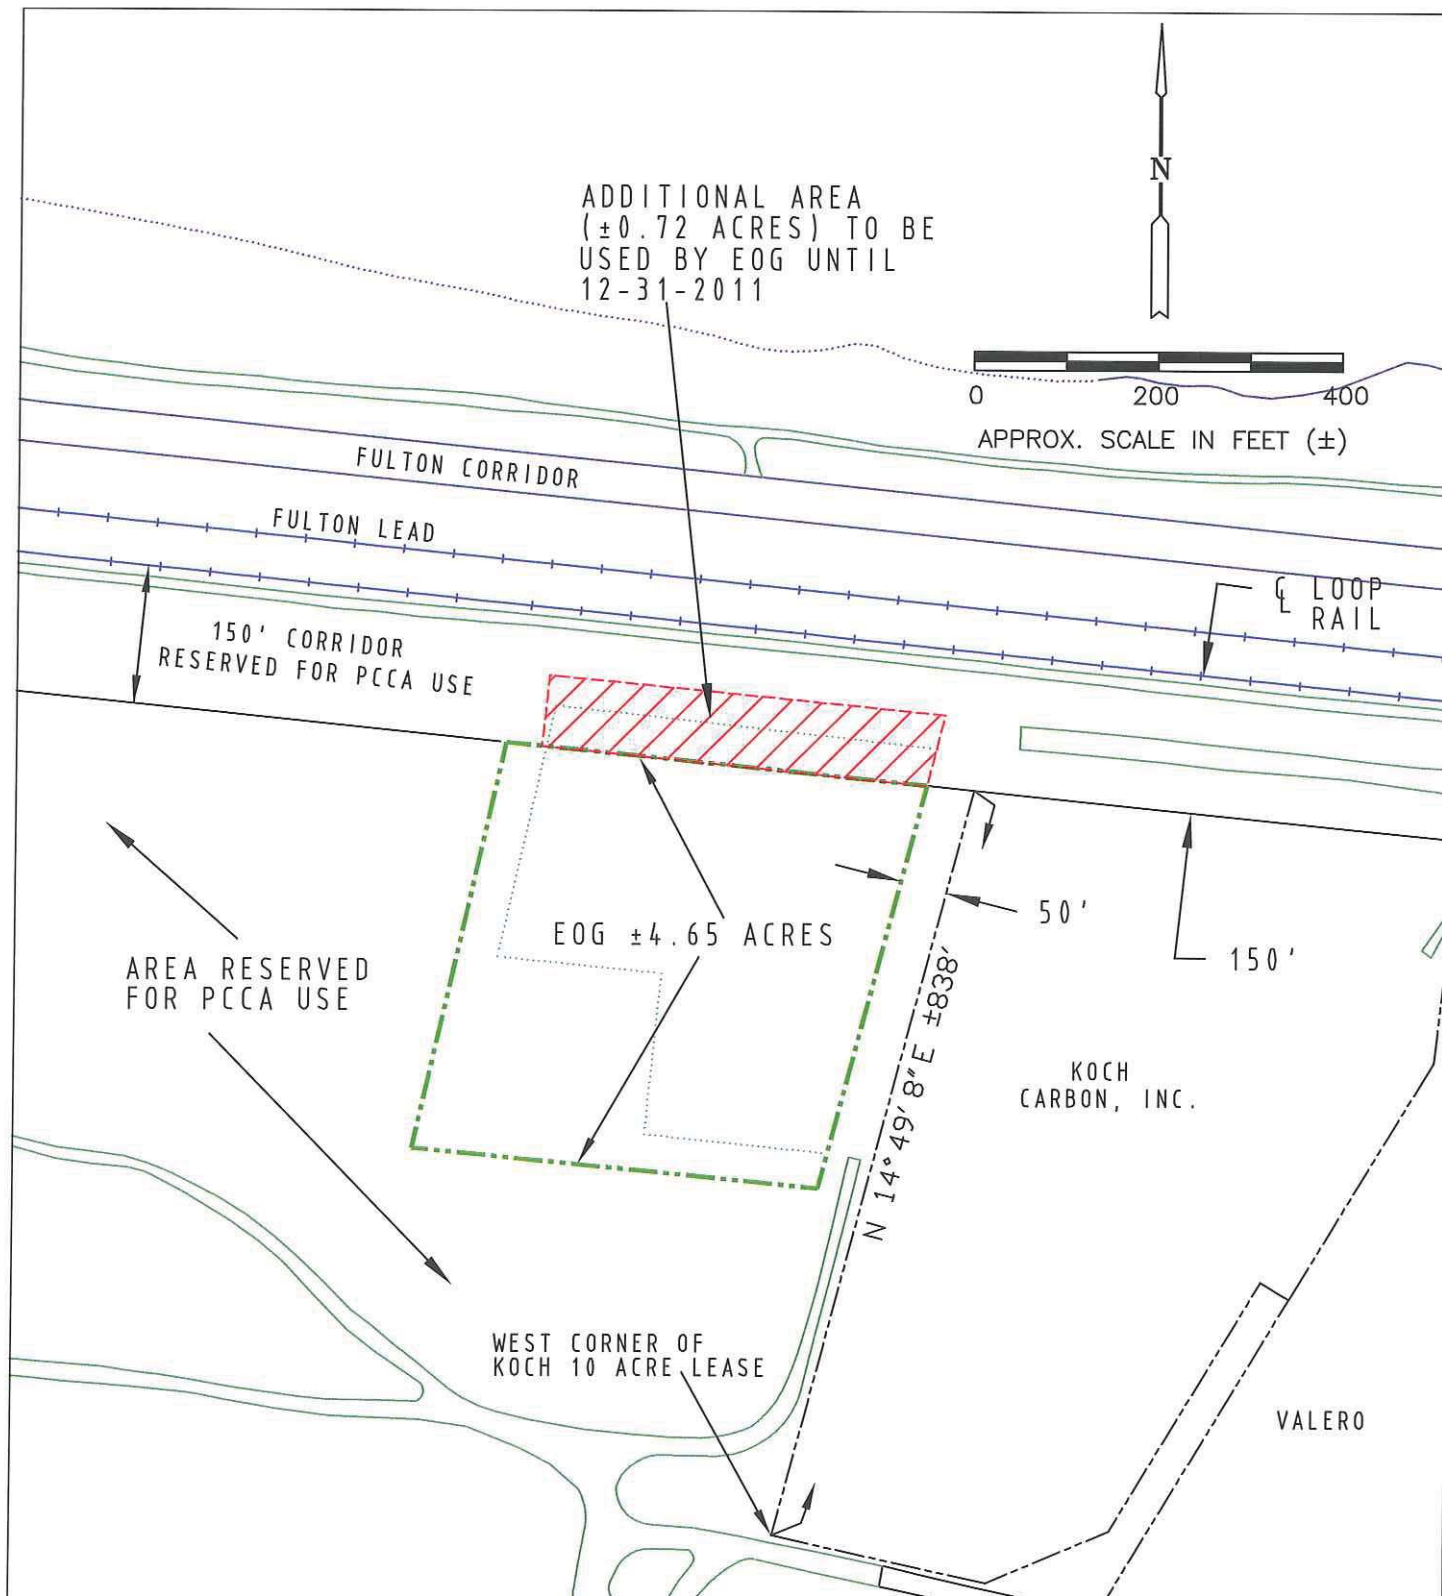 N
ADDITIONAL AREA
(±0.72 ACRES) TO BE
USED BY EOG UNTIL
12-31-2011
0 200 400
APPROX. SCALE IN FEET (±)
FULTON CORRIDOR
FULTON LEAD
℄ LOOP
RAIL
150' CORRIDOR
RESERVED FOR PCCA USE
50'
EOG ±4.65 ACRES
150'
AREA RESERVED
FOR PCCA USE
N 14°49'8"E ±838'
KOCH
CARBON, INC.
WEST CORNER OF
KOCH 10 ACRE LEASE
VALERO